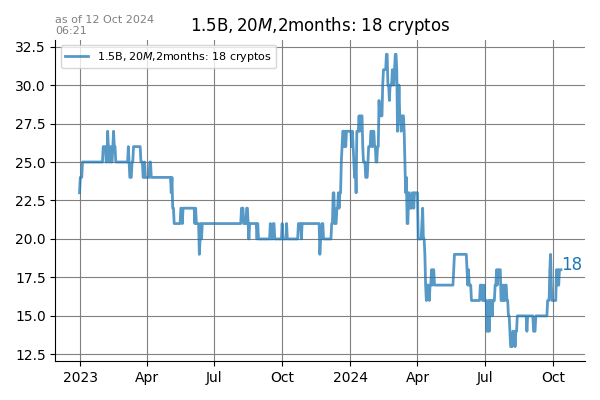 as of 12 Oct 2024
06:21
1.5B, 20M,2months: 18 cryptos
1.5B, 20M,2months: 18 cryptos
32.5
30.0
27.5
25.0
22.5
20.0
17.5
15.0
12.5
18
2023 Apr Jul Oct 2024 Apr Jul Oct